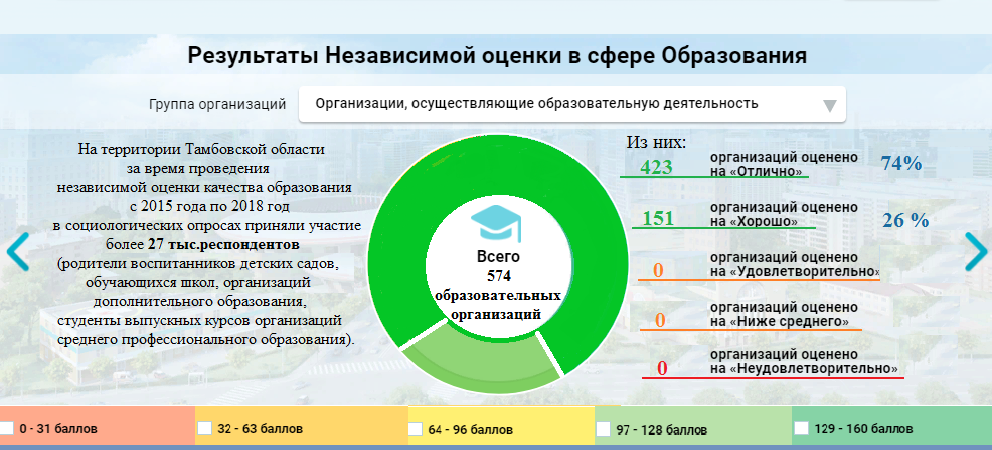 Результаты Независимой оценки в сфере Образования
Группа организаций
Организации, осуществляющие образовательную деятельность
На территории Тамбовской области
за время проведения
независимой оценки качества образования
с 2015 года по 2018 год
в социологических опросах приняли участие
более 27 тыс.респондентов
(родители воспитанников детских садов,
обучающихся школ, организаций
дополнительного образования,
студенты выпускных курсов организаций
среднего профессионального образования).
Всего
574
образовательных
организаций
Из них:
423 организаций оценено 74%
на «Отлично»
151 организаций оценено 26 %
на «Хорошо»
0 организаций оценено
на «Удовлетворительно»
0 организаций оценено
на «Ниже среднего»
0 организаций оценено
на «Неудовлетворительно»
0 - 31 баллов
32 - 63 баллов
64 - 96 баллов
97 - 128 баллов
129 - 160 баллов